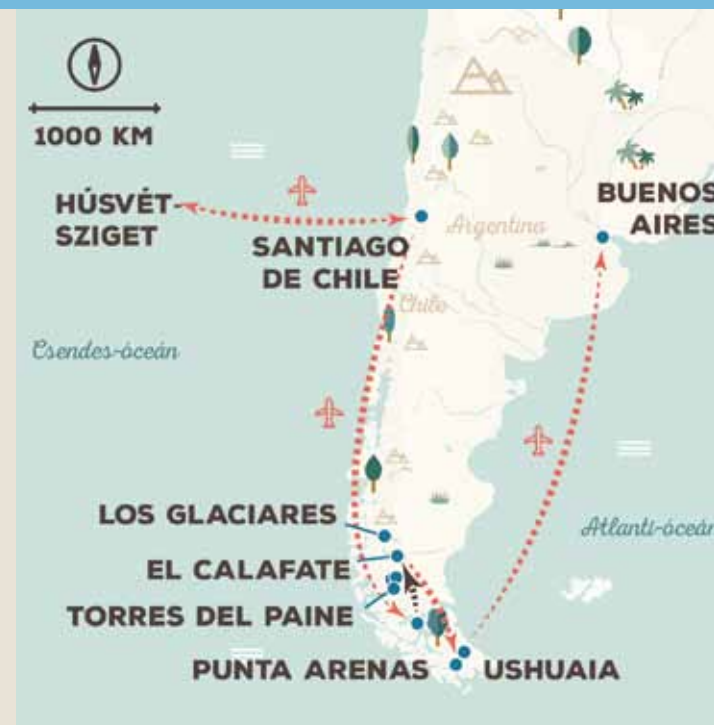 1000 KM
HÚSVÉT-
SZIGET
SANTIAGO
DE CHILE
Argentina
BUENOS
AIRES
Chile
Csendes-óceán
Atlanti-óceán
LOS GLACIARES
EL CALAFATE
TORRES DEL PAINE
PUNTA ARENAS
USHUAIA